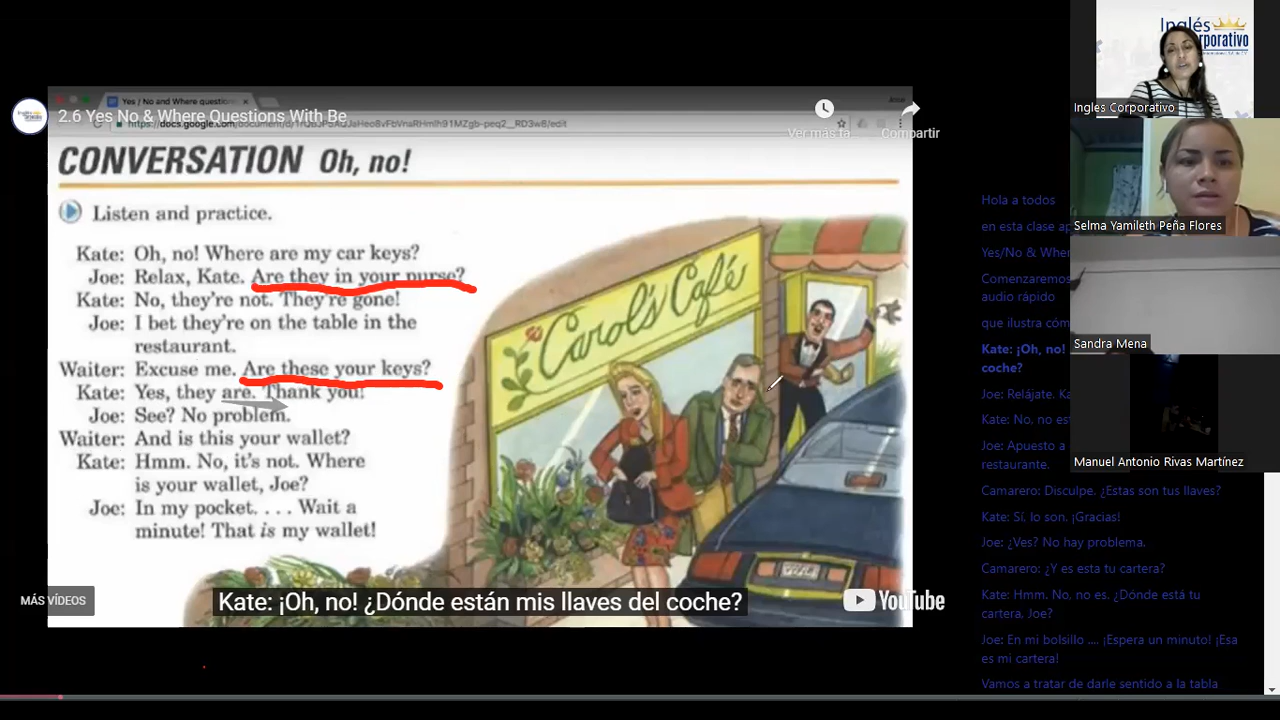 Inglés
Corporativo
Ingles Corporativo
Selma Yamileth Peña Flores
Sandra Mena
Manuel Antonio Rivas Martínez
Yes / No and Where question
2.6 Yes No & Where Questions With Be
Ver más ta...
Compartir
CONVERSATION Oh, no!
Listen and practice.
Kate: Oh, no! Where are my car keys?
Joe: Relax, Kate. Are they in your purse?
Kate: No, they're not. They're gone!
Joe: I bet they're on the table in the
restaurant.
Waiter: Excuse me. Are these your keys?
Kate: Yes, they are. Thank you!
Joe: See? No problem.
Waiter: And is this your wallet?
Kate: Hmm. No, it's not. Where
is your wallet, Joe?
Joe: In my pocket. . . . Wait a
minute! That is my wallet!
Carol's Café
MÁS VÍDEOS
Kate: ¡Oh, no! ¿Dónde están mis llaves del coche?
YouTube
Hola a todos
en esta clase
Yes/No &
Comenzaremos
audio rápido
que ilustra
Kate: ¡Oh, no!
coche?
Joe: Relájate.
Kate: No, no
Joe: Apuesto a
restaurante.
Camarero: Disculpe. ¿Estas son tus llaves?
Kate: Sí, lo son. ¡Gracias!
Joe: ¿Ves? No hay problema.
Camarero: ¿Y es esta tu cartera?
Kate: Hmm. No, no es. ¿Dónde está tu
cartera, Joe?
Joe: En mi bolsillo .... ¡Espera un minuto! ¡Esa
es mi cartera!
Vamos a tratar de darle sentido a la tabla